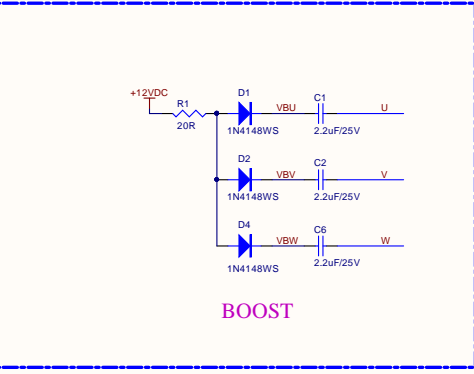 +12VDC
R1
20R
D1
1N4148WS
VBU
C1
2.2uF/25V
U
D2
1N4148WS
VBV
C2
2.2uF/25V
V
D4
1N4148WS
VBW
C6
2.2uF/25V
W
BOOST